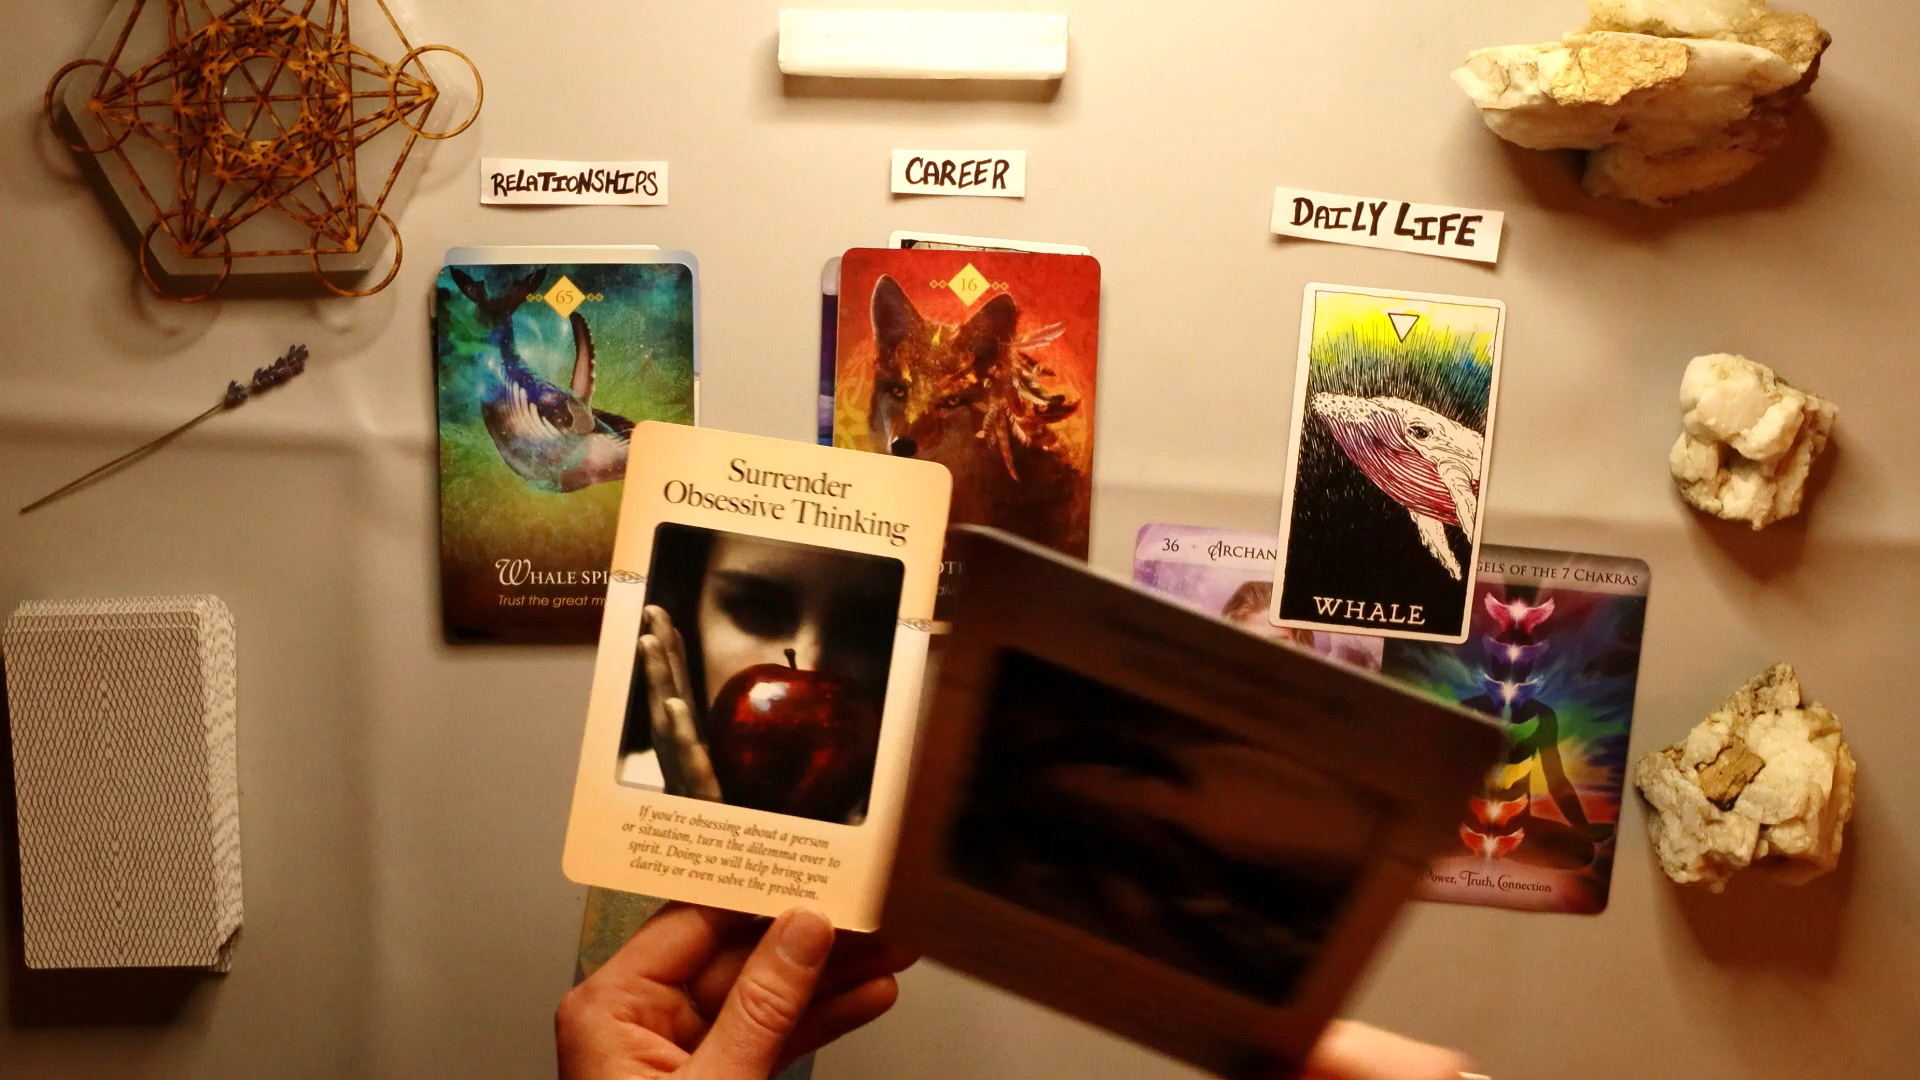 RELATIONSHIPS
CAREER
DAILY LIFE
65
WHALE SPI
Trust the great my
16
Surrender
Obsessive Thinking
If you're obsessing about a person
or situation, turn the dilemma over to
spirit. Doing so will help bring you
clarity or even solve the problem.
WHALE
36 ARCHAN
GELS OF THE 7 CHAKRAS
Power, Truth, Connection